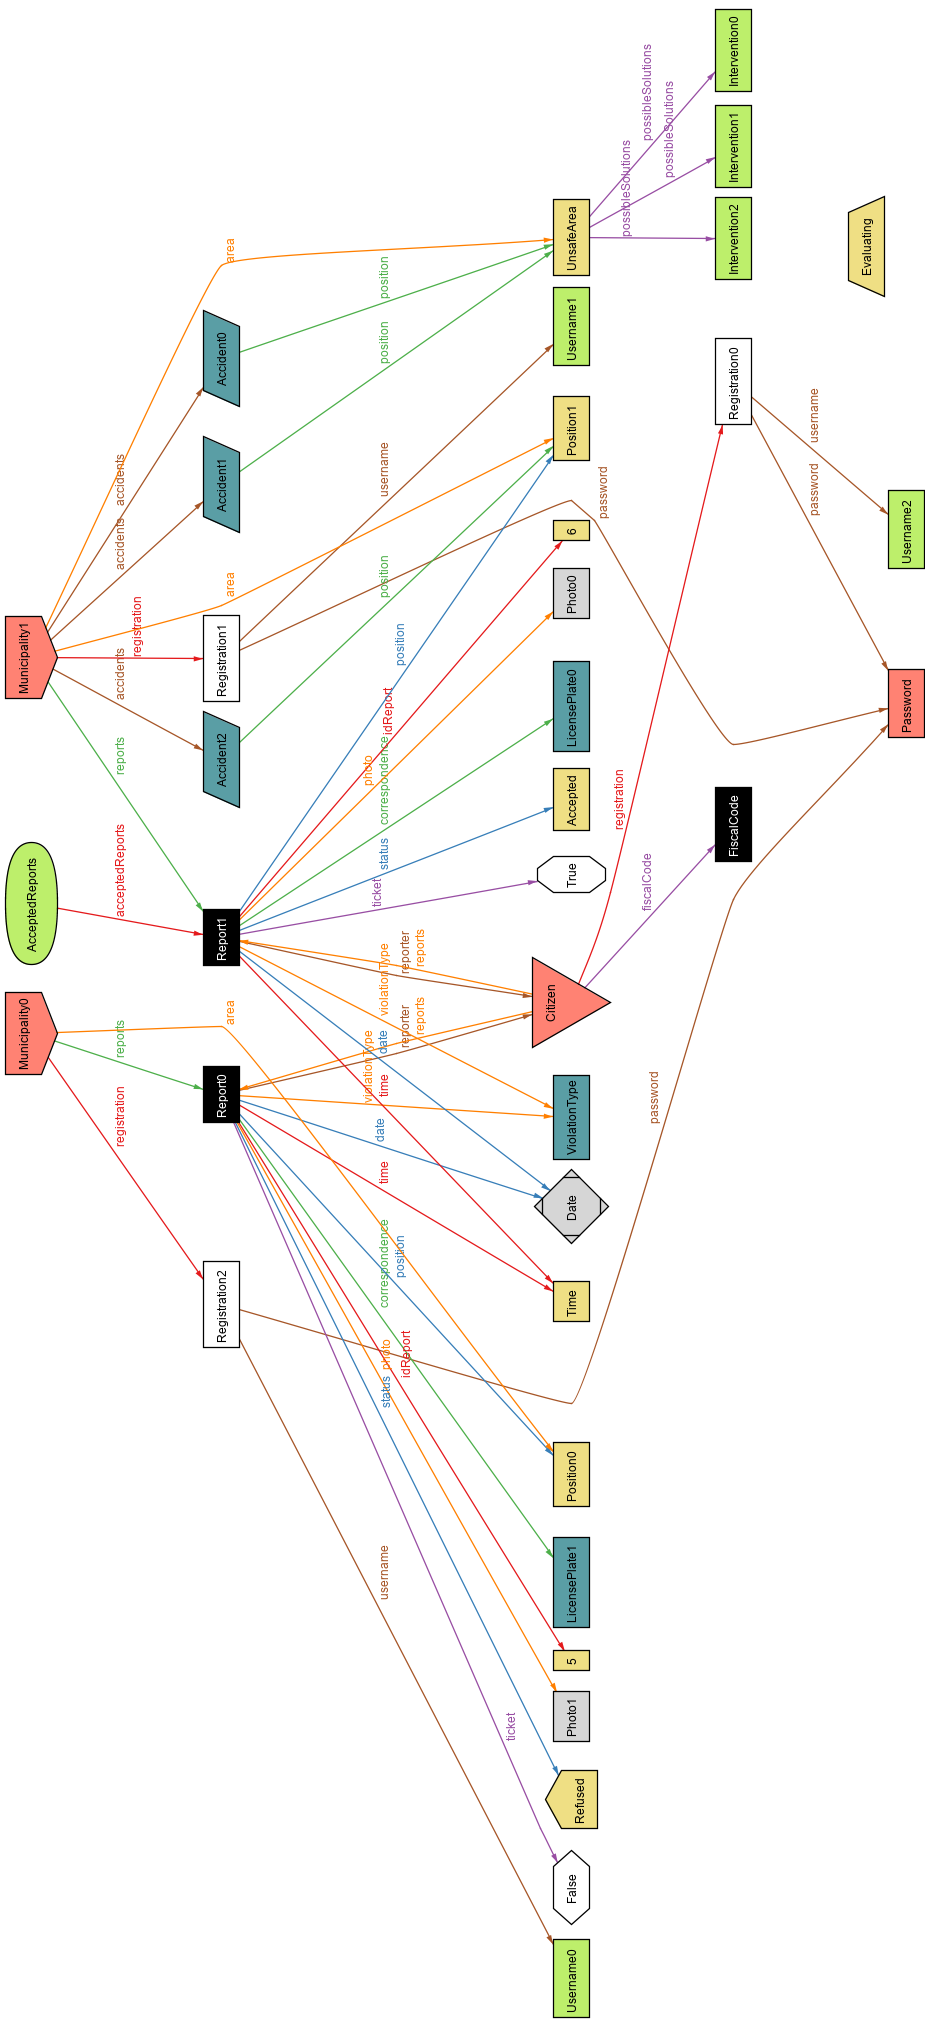 Municipality0
AcceptedReports
Municipality1
registration
reports
acceptedReports
reports
accidents
registration
accidents
accidents
Registration2
Report0
Report1
Accident2
Registration1
Accident1
Accident0
area
area
area
username
ticket
status
photo
idReport
correspondence
position
time
date
violationType
reporter
reports
time
date
violationType
reporter
reports
ticket
status
correspondence
photo
idReport
position
position
username
position
position
Username0
False
Refused
Photo1
5
LicensePlate1
Position0
Time
Date
ViolationType
Citizen
True
Accepted
LicensePlate0
Photo0
6
Position1
Username1
UnsafeArea
password
fiscalCode
registration
password
possibleSolutions
possibleSolutions
possibleSolutions
FiscalCode
Registration0
Intervention2
Intervention1
Intervention0
password
username
Evaluating
Password
Username2